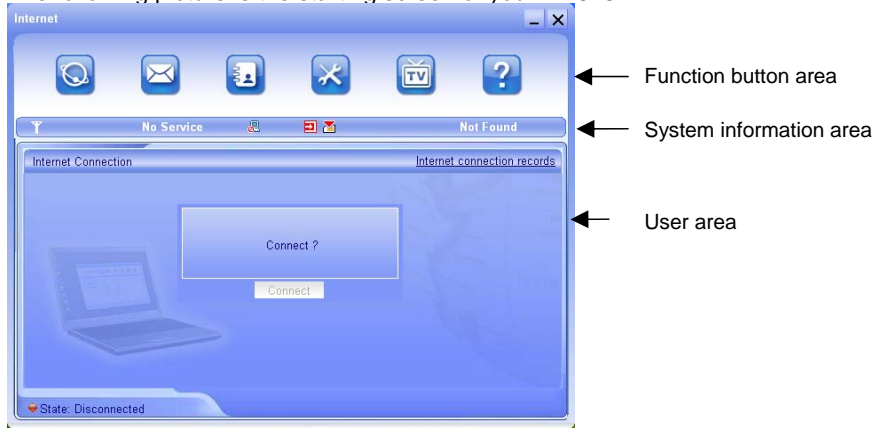 Internet
TV
?
Function button area
No Service
Not Found
System information area
Internet Connection
Internet connection records
User area
Connect ?
Connect
State: Disconnected